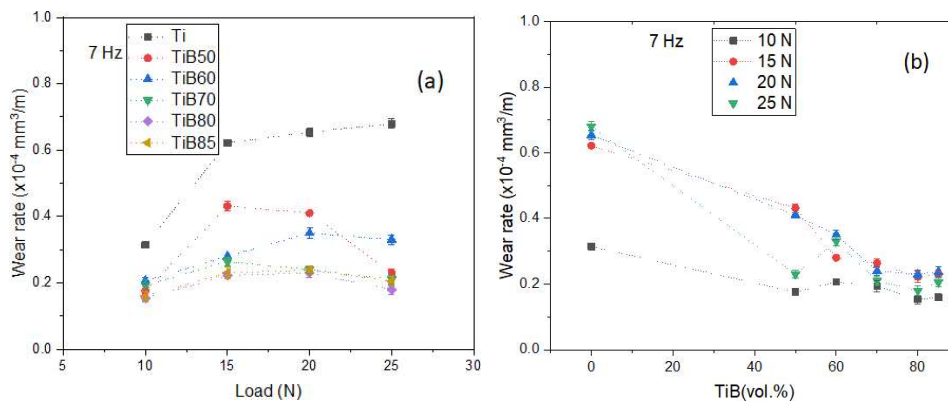 1.0
0.8
0.6
0.4
0.2
0.0
Wear rate (x10⁻⁴ mm³/m)
7 Hz
Ti
TiB50
TiB60
TiB70
TiB80
TiB85
(a)
5 10 15 20 25 30
Load (N)
1.0
0.8
0.6
0.4
0.2
0.0
Wear rate (x10⁻⁴ mm³/m)
7 Hz
10 N
15 N
20 N
25 N
(b)
0 20 40 60 80
TiB(vol.%)